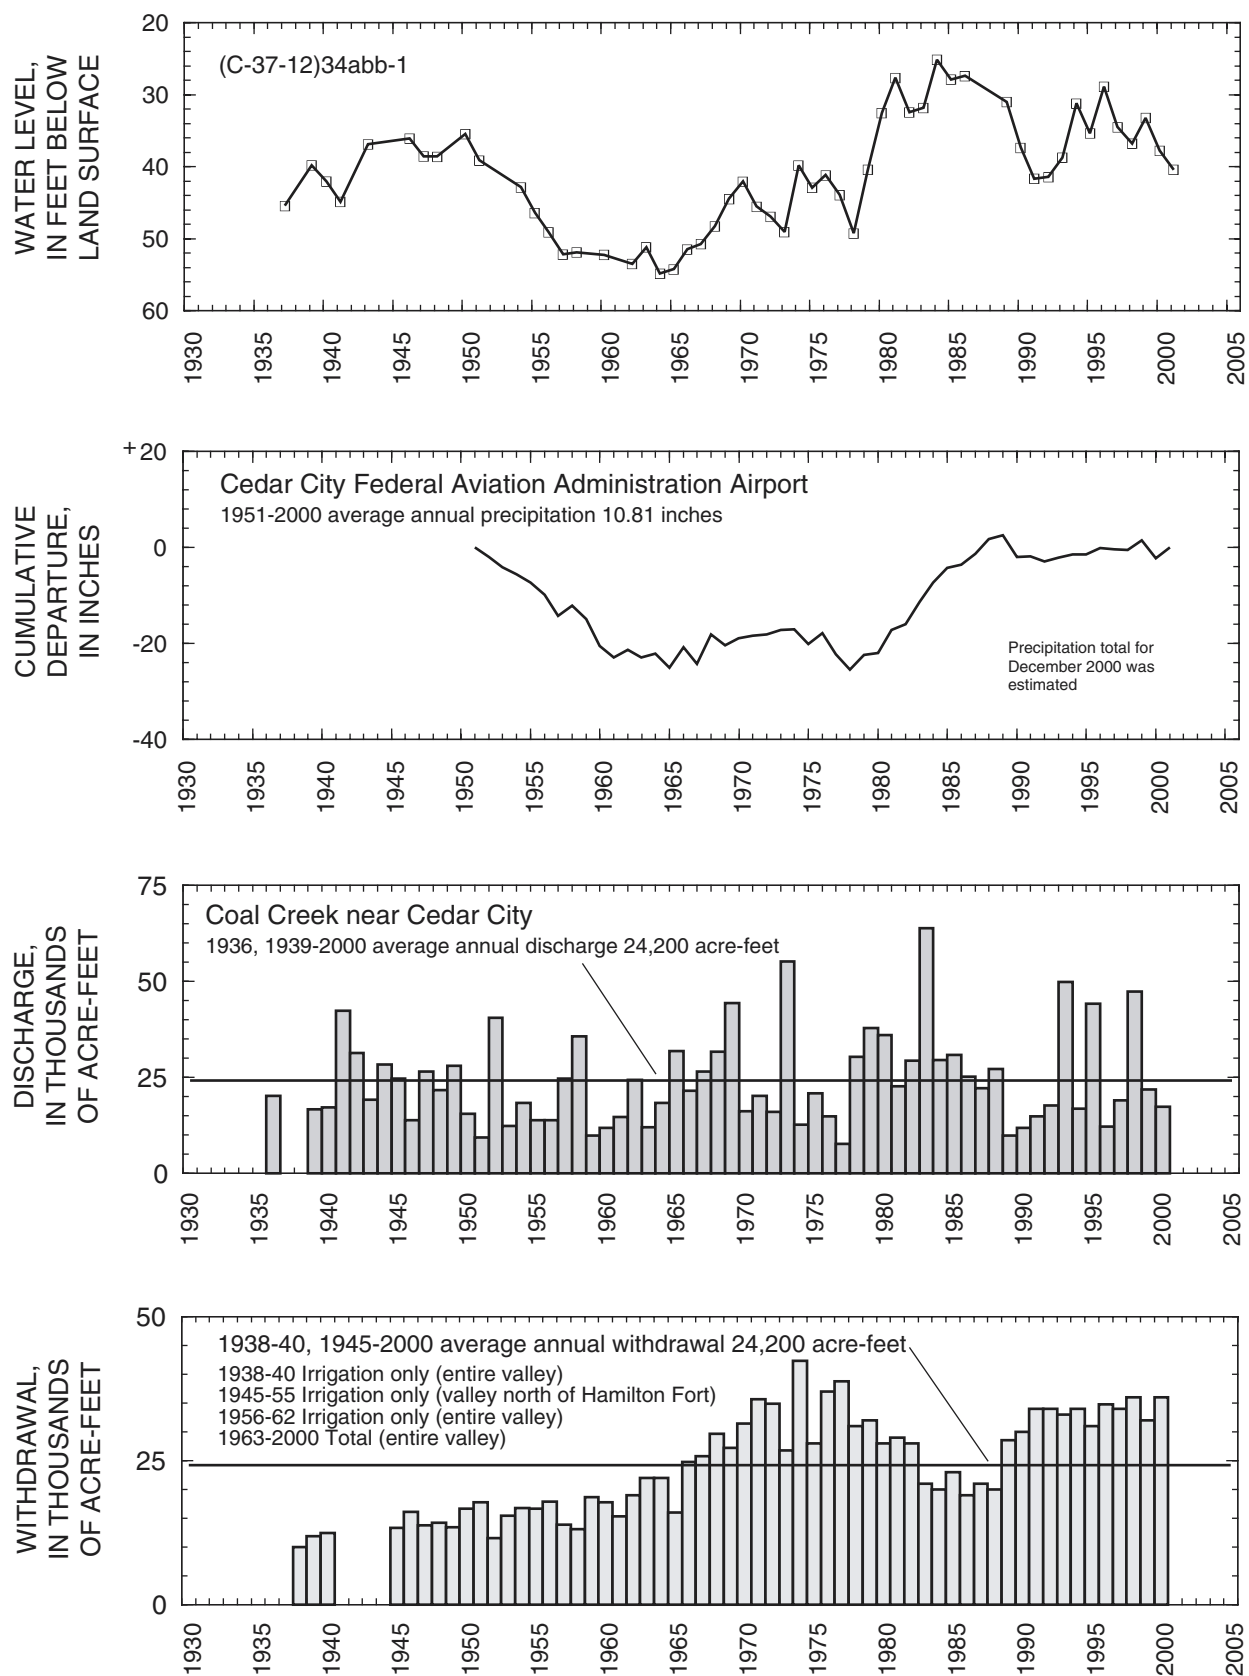 WATER LEVEL,
IN FEET BELOW
LAND SURFACE
20
30
40
50
60
(C-37-12)34abb-1
1930 1935 1940 1945 1950 1955 1960 1965 1970 1975 1980 1985 1990 1995 2000 2005
CUMULATIVE
DEPARTURE,
IN INCHES
+20
0
-20
-40
Cedar City Federal Aviation Administration Airport
1951-2000 average annual precipitation 10.81 inches
Precipitation total for
December 2000 was
estimated
1930 1935 1940 1945 1950 1955 1960 1965 1970 1975 1980 1985 1990 1995 2000 2005
DISCHARGE,
IN THOUSANDS
OF ACRE-FEET
75
50
25
0
Coal Creek near Cedar City
1936, 1939-2000 average annual discharge 24,200 acre-feet
1930 1935 1940 1945 1950 1955 1960 1965 1970 1975 1980 1985 1990 1995 2000 2005
WITHDRAWAL,
IN THOUSANDS
OF ACRE-FEET
50
25
0
1938-40, 1945-2000 average annual withdrawal 24,200 acre-feet
1938-40 Irrigation only (entire valley)
1945-55 Irrigation only (valley north of Hamilton Fort)
1956-62 Irrigation only (entire valley)
1963-2000 Total (entire valley)
1930 1935 1940 1945 1950 1955 1960 1965 1970 1975 1980 1985 1990 1995 2000 2005